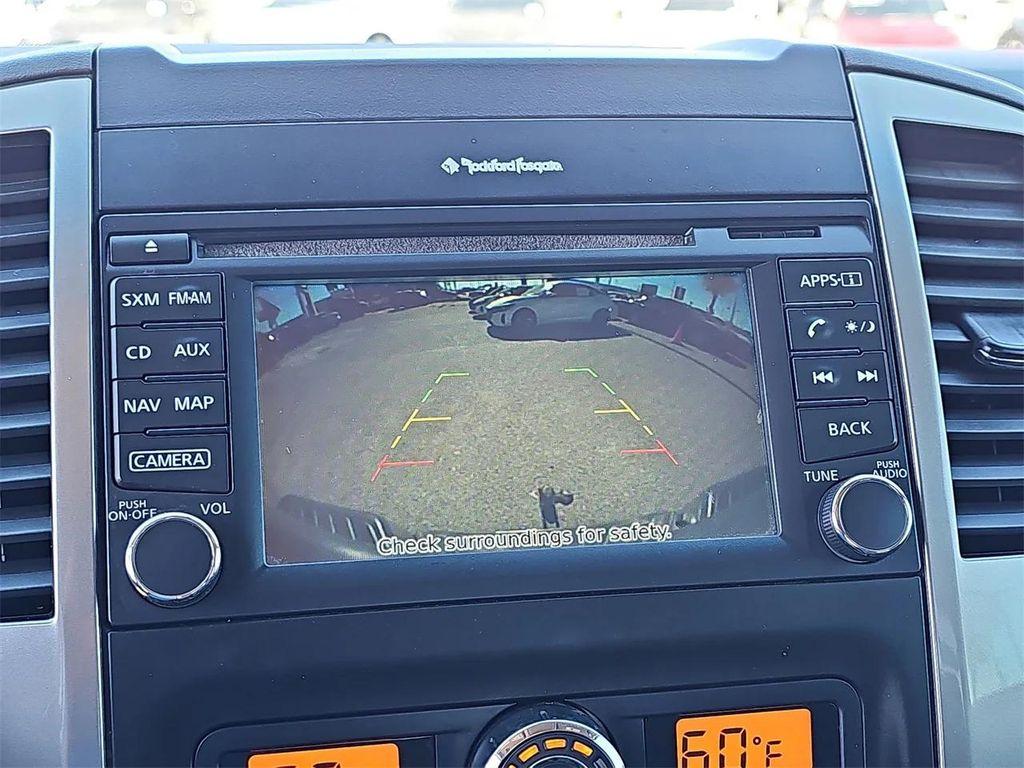 Rockford Fosgate
SXM FM·AM
CD AUX
NAV MAP
CAMERA
PUSH
ON·OFF
VOL
APPS·i
BACK
TUNE
PUSH
AUDIO
Check surroundings for safety.
60°F